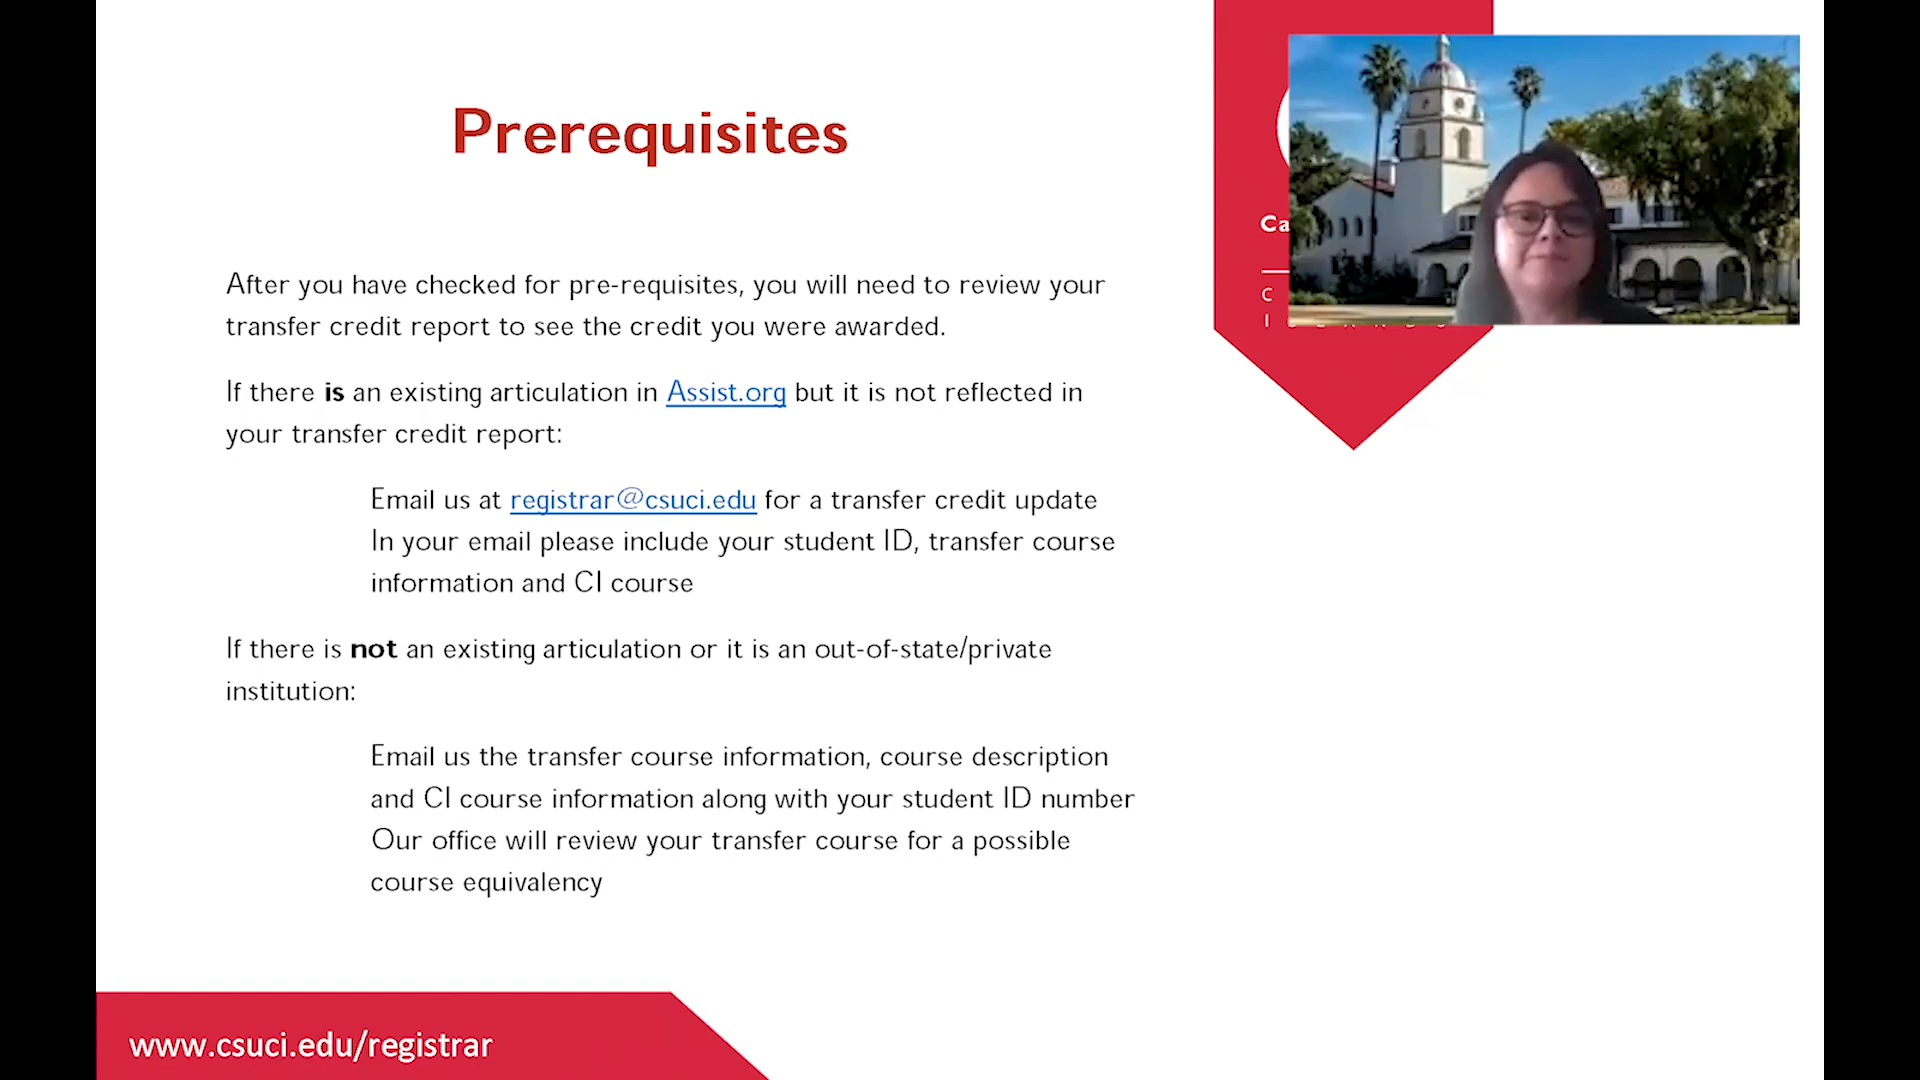 Prerequisites
After you have checked for pre-requisites, you will need to review your
transfer credit report to see the credit you were awarded.
If there is an existing articulation in Assist.org but it is not reflected in
your transfer credit report:
Email us at registrar@csuci.edu for a transfer credit update
In your email please include your student ID, transfer course
information and CI course
If there is not an existing articulation or it is an out-of-state/private
institution:
Email us the transfer course information, course description
and CI course information along with your student ID number
Our office will review your transfer course for a possible
course equivalency
www.csuci.edu/registrar